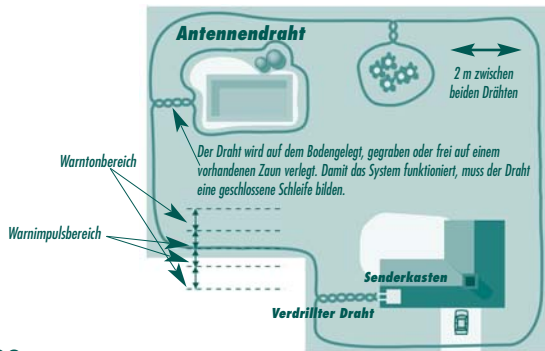 Antennendraht
2 m zwischen
beiden Drähten
Der Draht wird auf dem Bodengelegt, gegraben oder frei auf einem
vorhandenen Zaun verlegt. Damit das System funktioniert, muss der Draht
eine geschlossene Schleife bilden.
Warntonbereich
Warnimpulsbereich
Senderkasten
Verdrillter Draht